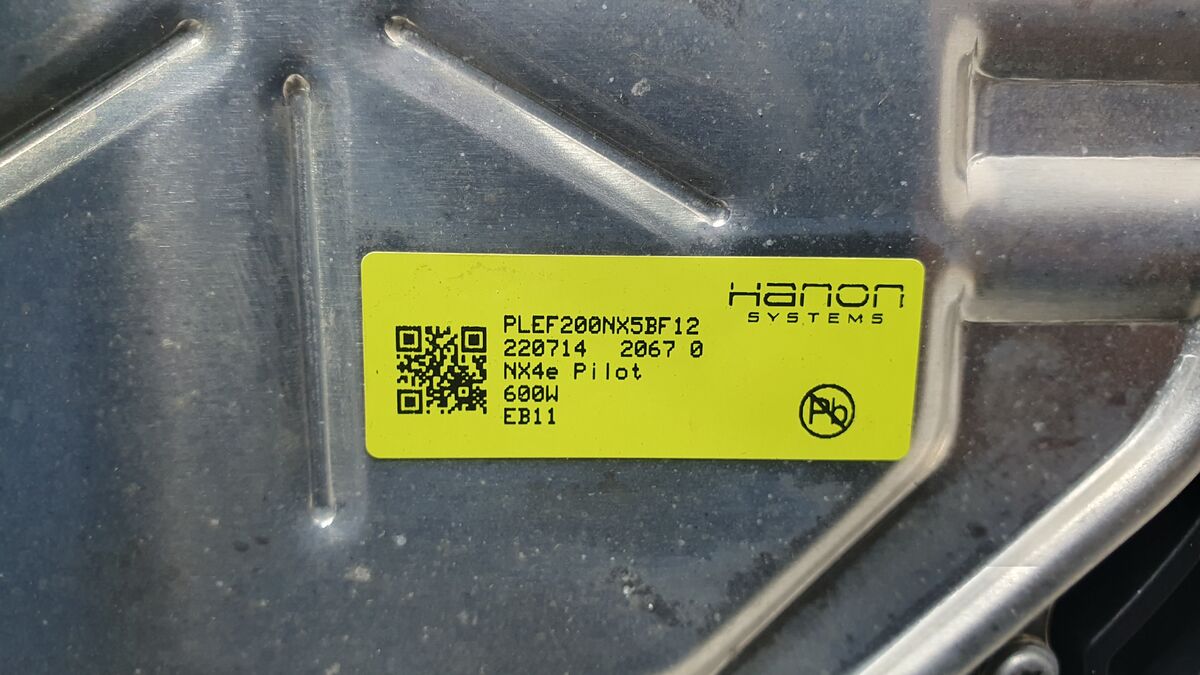 Hanon
SYSTEMS
PLEF200NX5BF12
220714 2067 0
NX4e Pilot
600W
EB11
Pb